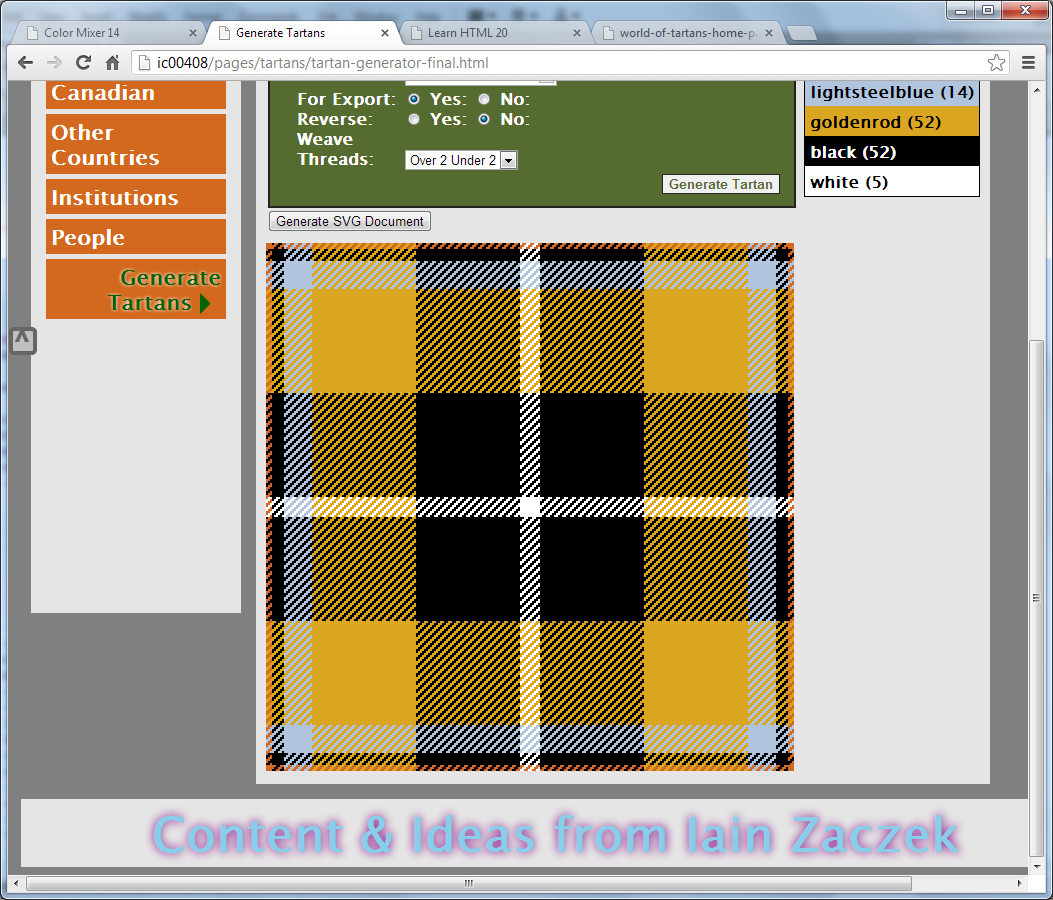 Color Mixer 14
Generate Tartans
Learn HTML 20
world-of-tartans-home-p
ic00408/pages/tartans/tartan-generator-final.html
Canadian
Other
Countries
Institutions
People
Generate
Tartans
^
For Export: Yes: No:
Reverse: Yes: No:
Weave
Threads: Over 2 Under 2
Generate Tartan
Generate SVG Document
lightsteelblue (14)
goldenrod (52)
black (52)
white (5)
Content & Ideas from Iain Zaczek